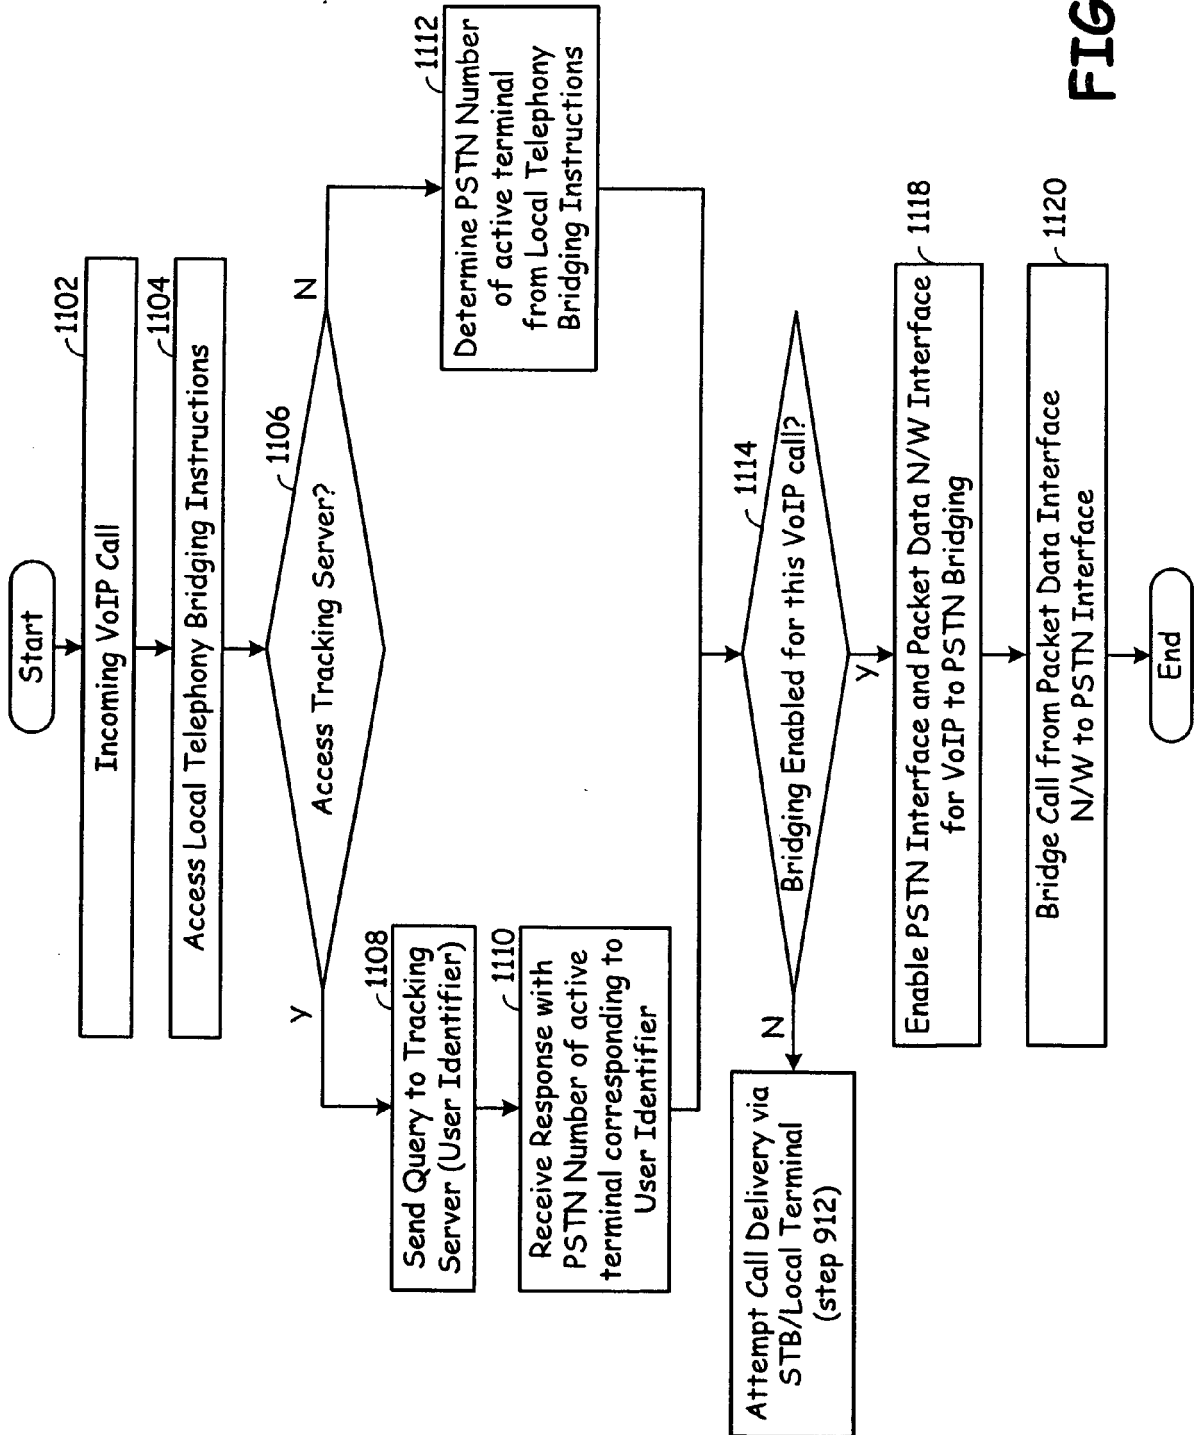 Start
1102
Incoming VoIP Call
1104
Access Local Telephony Bridging Instructions
1106
Access Tracking Server?
Y
N
1108
Send Query to Tracking
Server (User Identifier)
1110
Receive Response with
PSTN Number of active
terminal corresponding to
User Identifier
1112
Determine PSTN Number
of active terminal
from Local Telephony
Bridging Instructions
1114
Bridging Enabled for this VoIP call?
N
Y
Attempt Call Delivery via
STB/Local Terminal
(step 912)
1118
Enable PSTN Interface and Packet Data N/W Interface
for VoIP to PSTN Bridging
1120
Bridge Call from Packet Data Interface
N/W to PSTN Interface
End
FIG